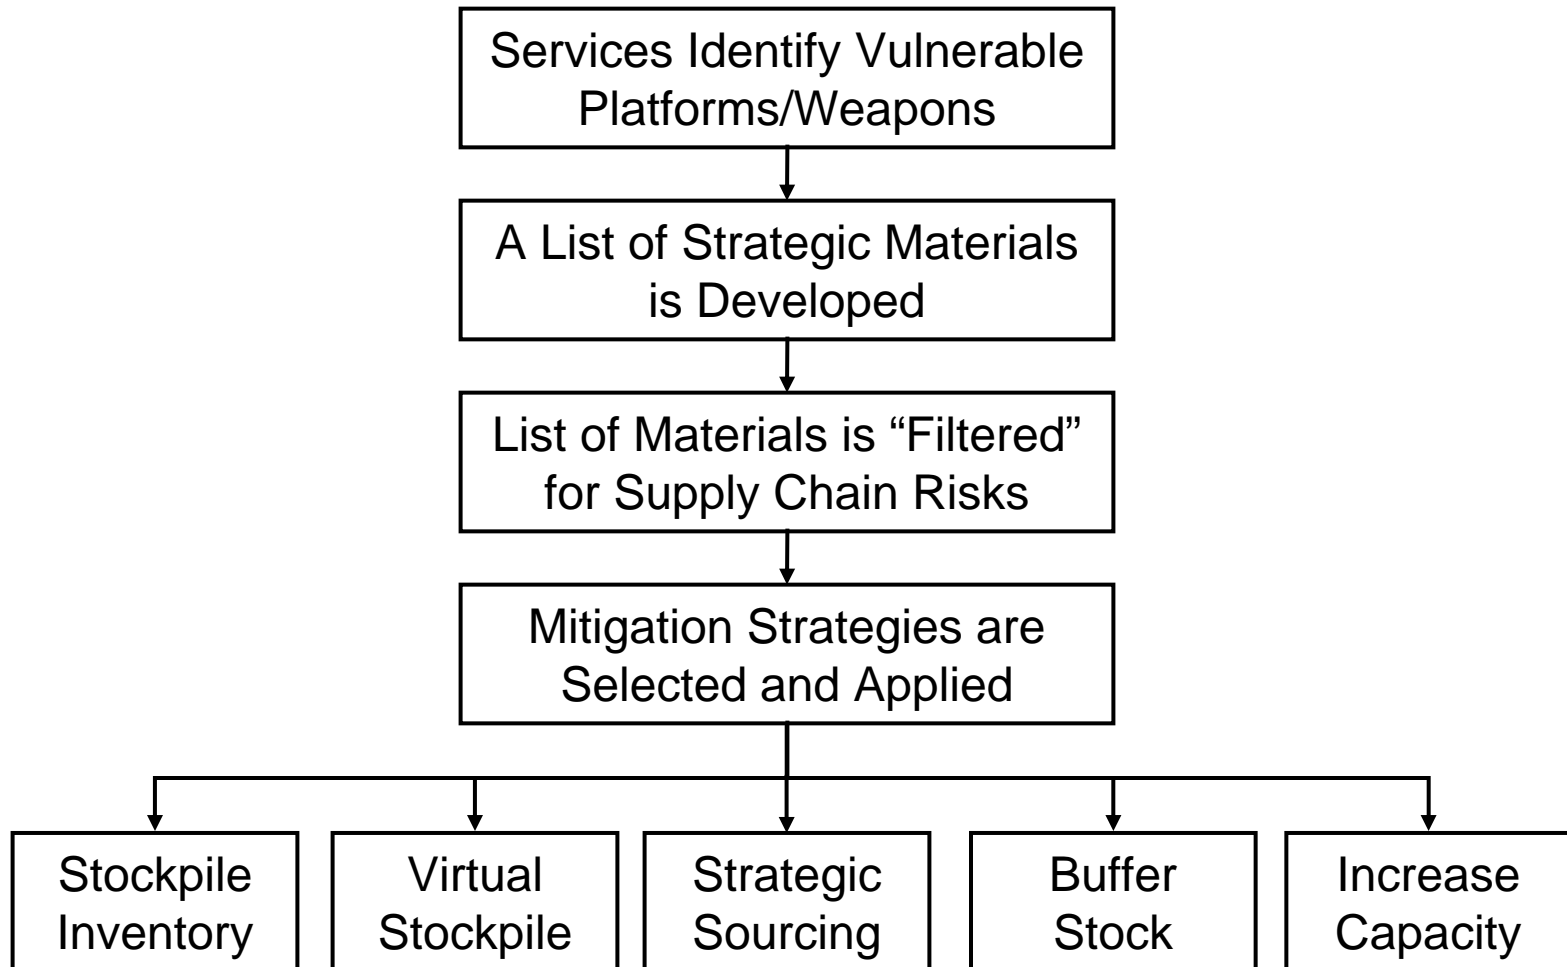 Services Identify Vulnerable
Platforms/Weapons
A List of Strategic Materials
is Developed
List of Materials is “Filtered”
for Supply Chain Risks
Mitigation Strategies are
Selected and Applied
Stockpile
Inventory
Virtual
Stockpile
Strategic
Sourcing
Buffer
Stock
Increase
Capacity